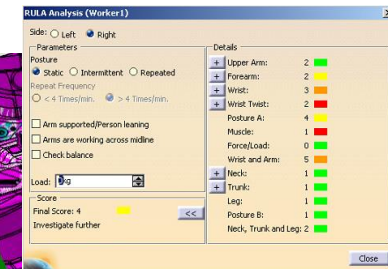 RULA Analysis (Worker1)
Side: Left Right
Parameters
Posture
Static Intermittent Repeated
Repeat Frequency
< 4 Times/min. > 4 Times/min.
Arm supported/Person leaning
Arms are working across midline
Check balance
Load: 0kg
Score
Final Score: 4
Investigate further
<<
Details
+ Upper Arm: 2
+ Forearm: 2
+ Wrist: 3
+ Wrist Twist: 2
Posture A: 4
Muscle: 1
Force/Load: 0
Wrist and Arm: 5
+ Neck: 1
+ Trunk: 1
Leg: 1
Posture B: 1
Neck, Trunk and Leg: 2
Close